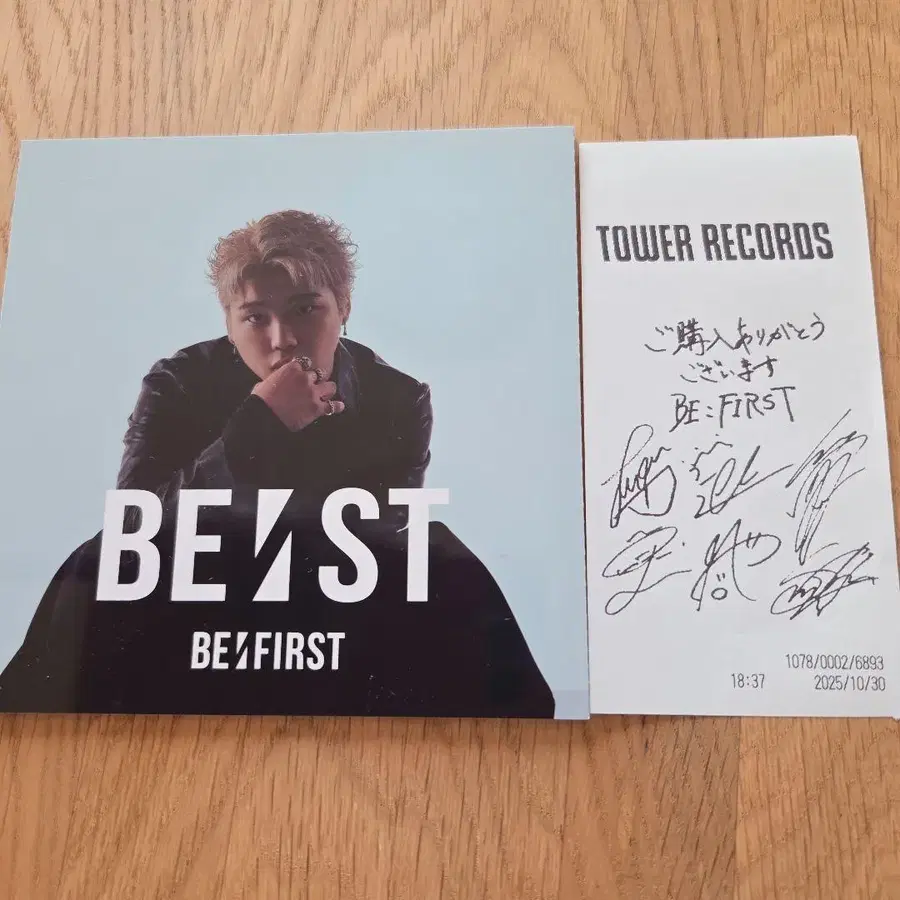 BE:ST
BE:FIRST
TOWER RECORDS
ご購入ありがとう
ございます
BE:FIRST
1078/0002/6893
18:37 2025/10/30